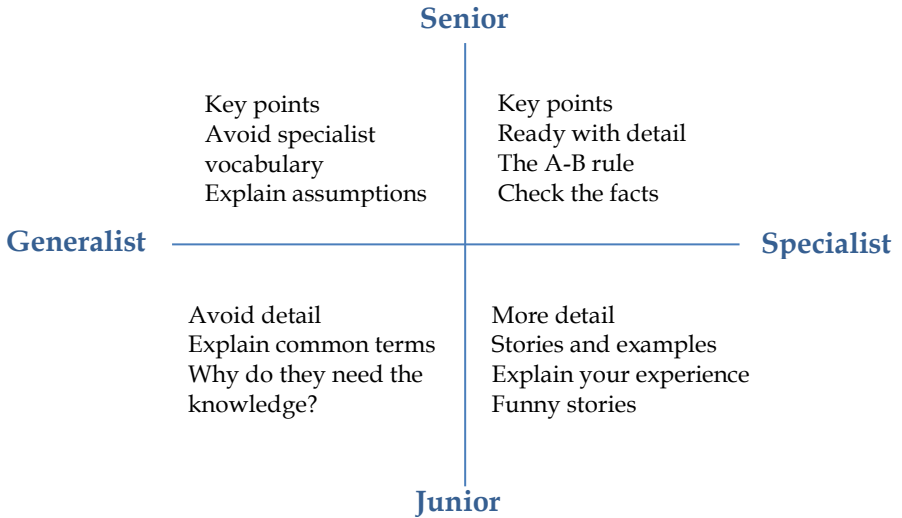 Senior
Key points
Avoid specialist
vocabulary
Explain assumptions
Key points
Ready with detail
The A-B rule
Check the facts
Generalist
Specialist
Avoid detail
Explain common terms
Why do they need the
knowledge?
More detail
Stories and examples
Explain your experience
Funny stories
Junior